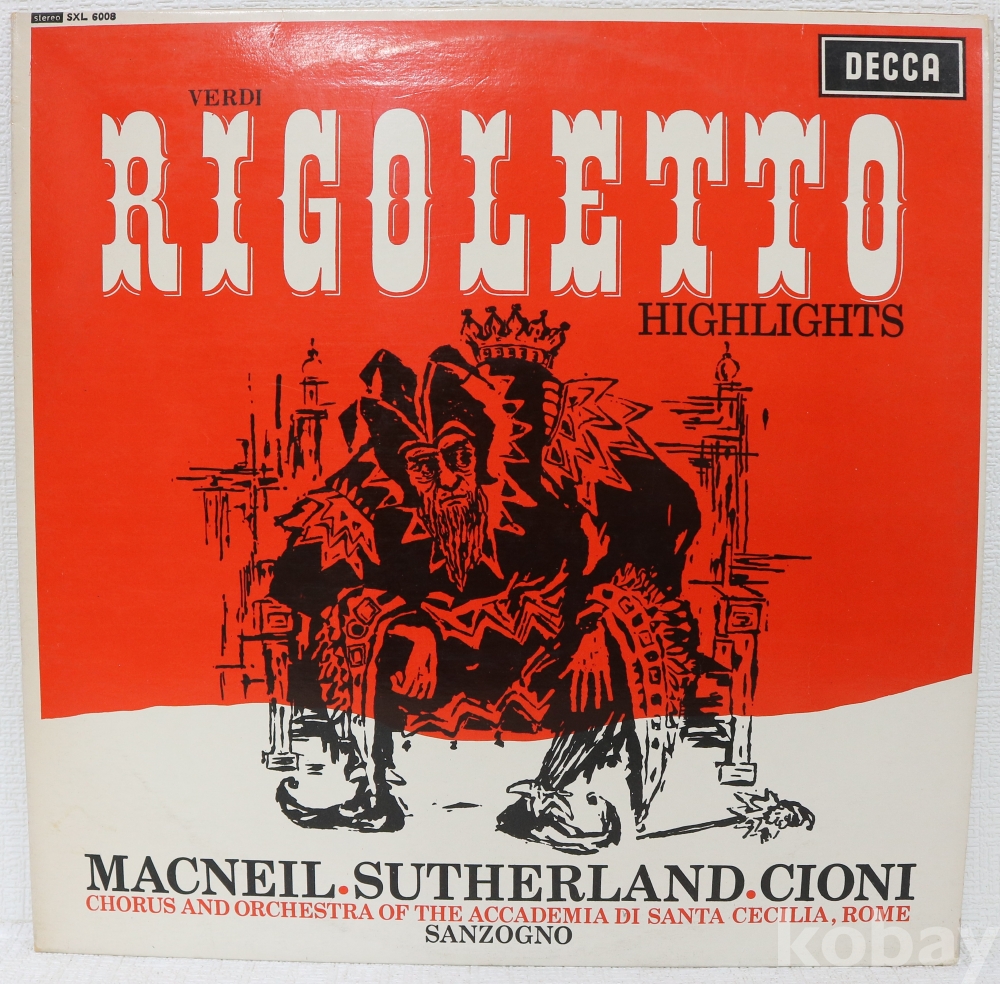 stereo SXL 6008
DECCA
VERDI
RIGOLETTO
HIGHLIGHTS
MACNEIL·SUTHERLAND·CIONI
CHORUS AND ORCHESTRA OF THE ACCADEMIA DI SANTA CECILIA, ROME
SANZOGNO
kobay